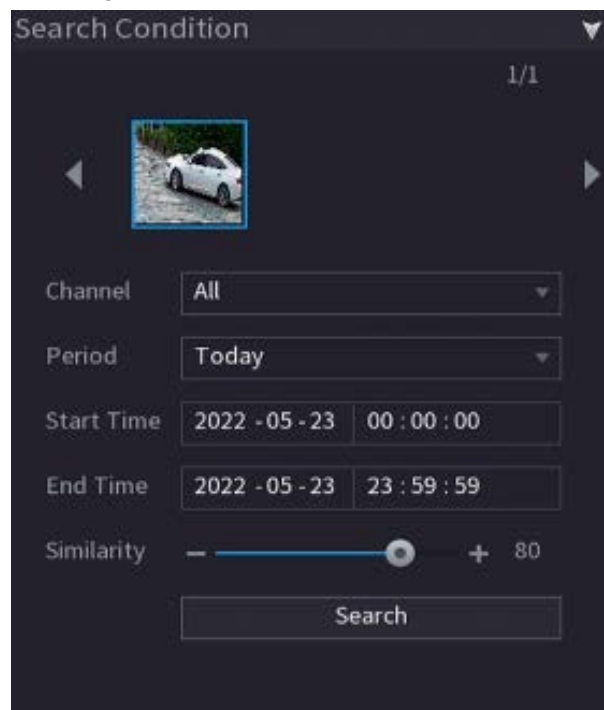 Search Condition
1/1
Channel All
Period Today
Start Time 2022 -05 -23 00 : 00 : 00
End Time 2022 -05 -23 23 : 59 : 59
Similarity − + 80
Search